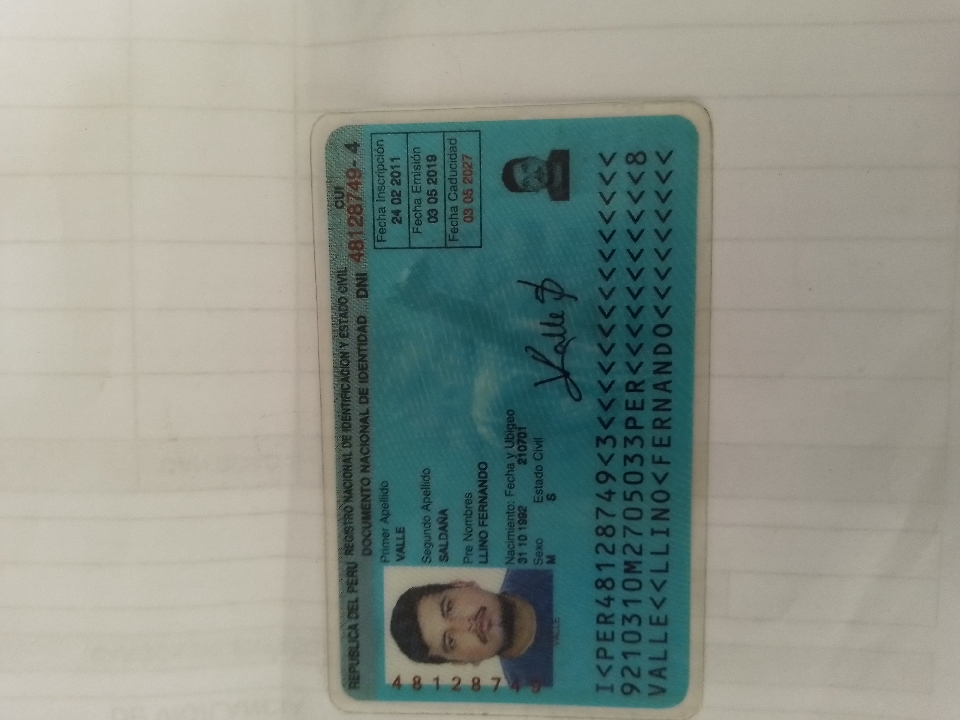 REPUBLICA DEL PERU REGISTRO NACIONAL DE IDENTIFICACION Y ESTADO CIVIL CUI
DOCUMENTO NACIONAL DE IDENTIDAD DNI 48128749-4
Primer Apellido
VALLE
Segundo Apellido
SALDAÑA
Pre Nombres
LLINO FERNANDO
Nacimiento: Fecha y Ubigeo
31 10 1992 210701
Sexo Estado Civil
M S
Fecha Inscripción
24 02 2011
Fecha Emisión
03 05 2019
Fecha Caducidad
03 05 2027
48128749
VALLE
Valle
I<PER48128749<3<<<<<<<<<<<<<<<
9210310M2705033PER<<<<<<<<<<<8
VALLE<<LLINO<FERNANDO<<<<<<<<<